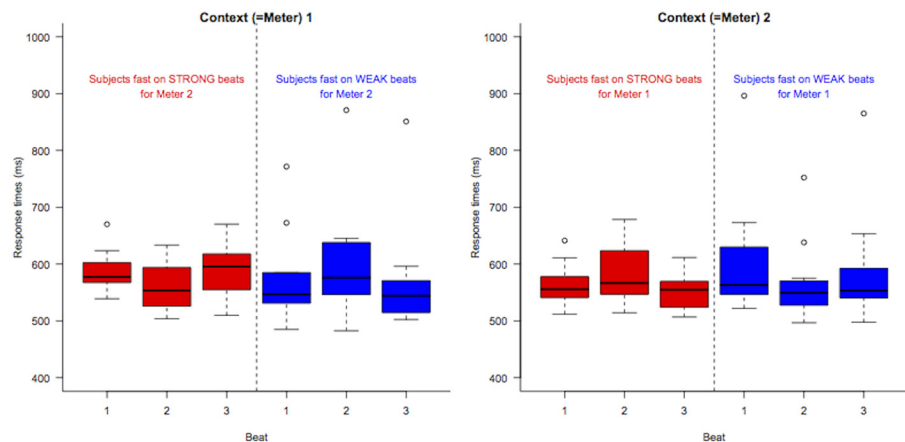 Context (=Meter) 1
Response times (ms)
1000
900
800
700
600
500
400
Subjects fast on STRONG beats
for Meter 2
Subjects fast on WEAK beats
for Meter 2
1 2 3 1 2 3
Beat
Context (=Meter) 2
Response times (ms)
1000
900
800
700
600
500
400
Subjects fast on STRONG beats
for Meter 1
Subjects fast on WEAK beats
for Meter 1
1 2 3 1 2 3
Beat